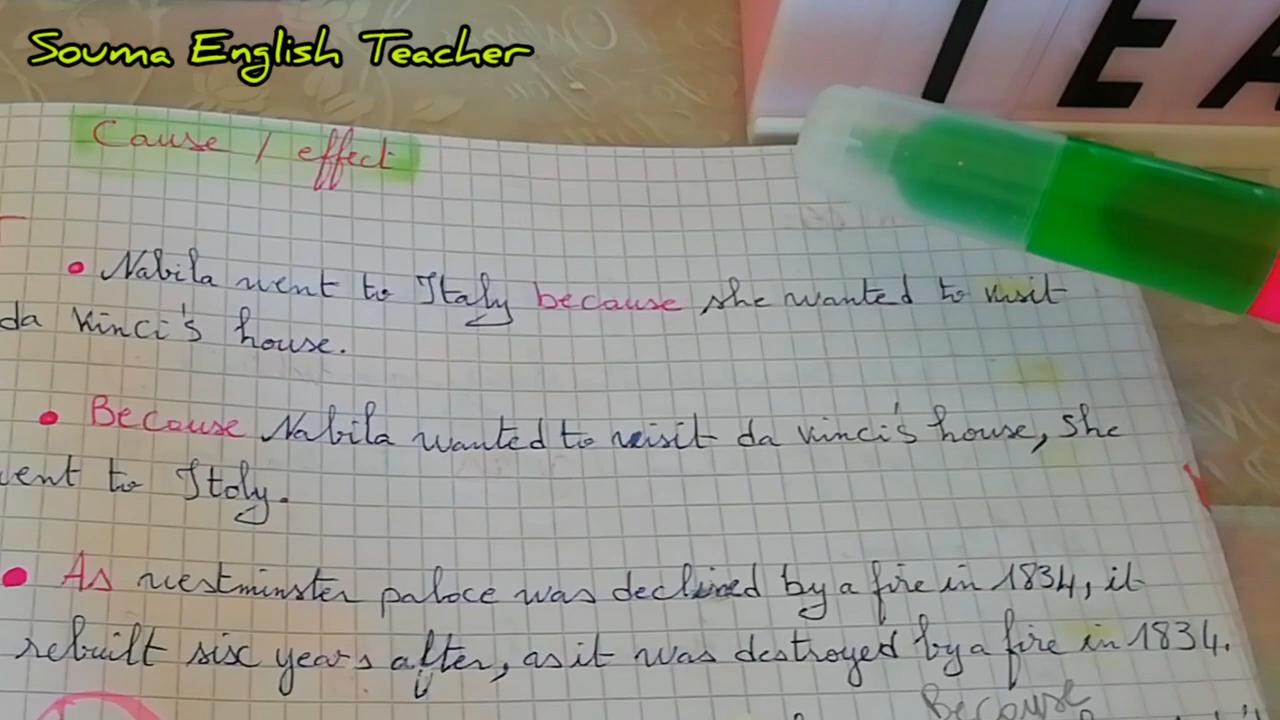 Souma English Teacher
TEA
Cause / effect
• Nabila went to Italy because she wanted to visit
da Vinci's house.
• Because Nabila wanted to visit da Vinci's house, she
went to Italy.
• As westminster palace was declined by a fire in 1834, it
rebuilt six years after, as it was destroyed by a fire in 1834.
Because